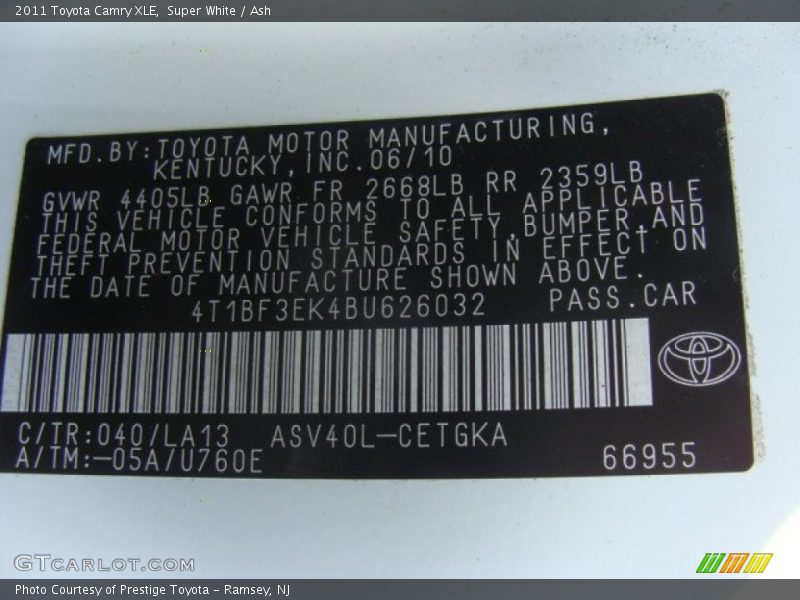 2011 Toyota Camry XLE, Super White / Ash
MFD.BY:TOYOTA MOTOR MANUFACTURING,
KENTUCKY,INC.06/10
GVWR 4405LB GAWR FR 2668LB RR 2359LB
THIS VEHICLE CONFORMS TO ALL APPLICABLE
FEDERAL MOTOR VEHICLE SAFETY,BUMPER,AND
THEFT PREVENTION STANDARDS IN EFFECT ON
THE DATE OF MANUFACTURE SHOWN ABOVE.
4T1BF3EK4BU626032 PASS.CAR
C/TR:040/LA13 ASV40L-CETGKA
A/TM:-05A/U760E 66955
GTCARLOT.COM
Photo Courtesy of Prestige Toyota - Ramsey, NJ